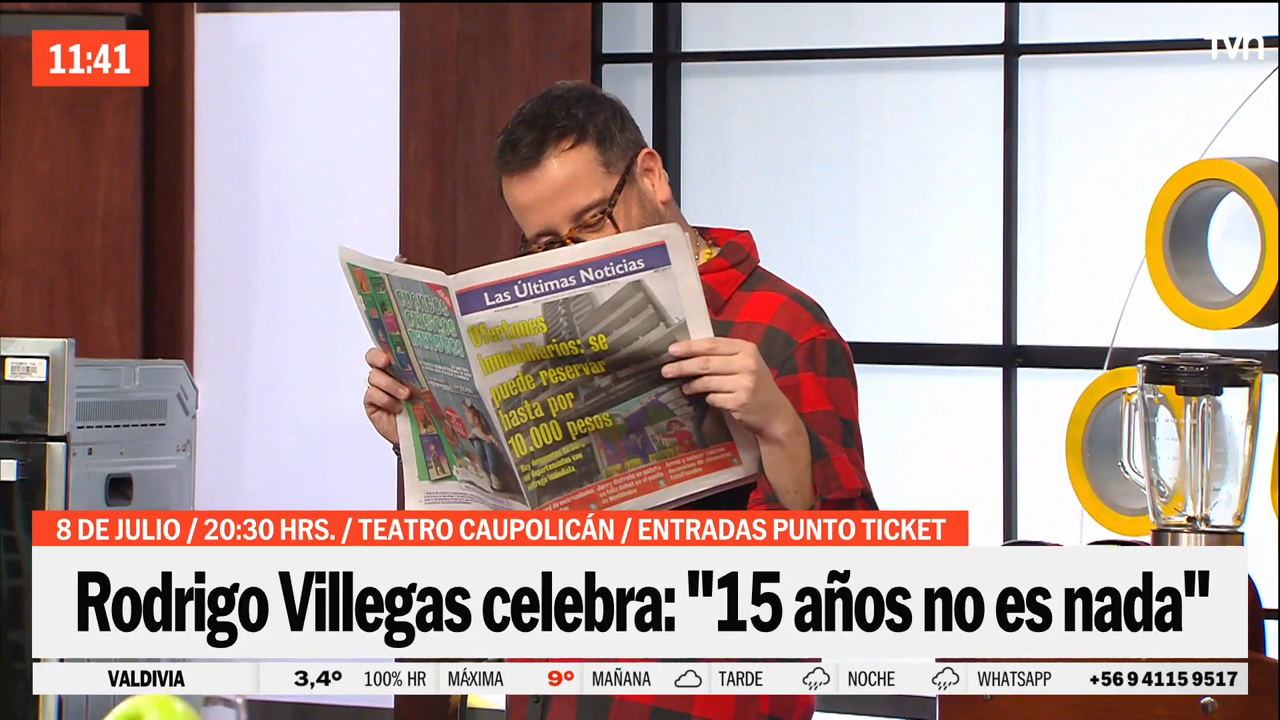 11:41
tvn
Las Últimas Noticias
Ofertones
inmobiliarios: se
puede reservar
hasta por
10.000 pesos
8 DE JULIO / 20:30 HRS. / TEATRO CAUPOLICÁN / ENTRADAS PUNTO TICKET
Rodrigo Villegas celebra: "15 años no es nada"
VALDIVIA 3,4º 100% HR MÁXIMA 9º MAÑANA TARDE NOCHE WHATSAPP +56 9 4115 9517